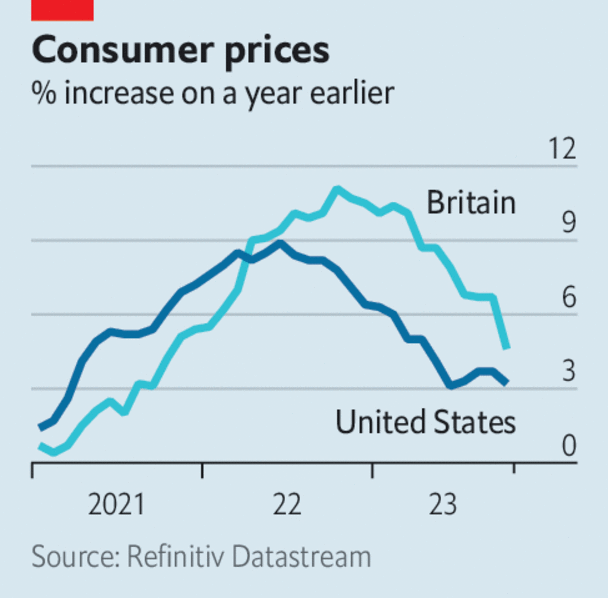 Consumer prices
% increase on a year earlier
12
Britain
9
6
3
United States
0
2021 22 23
Source: Refinitiv Datastream